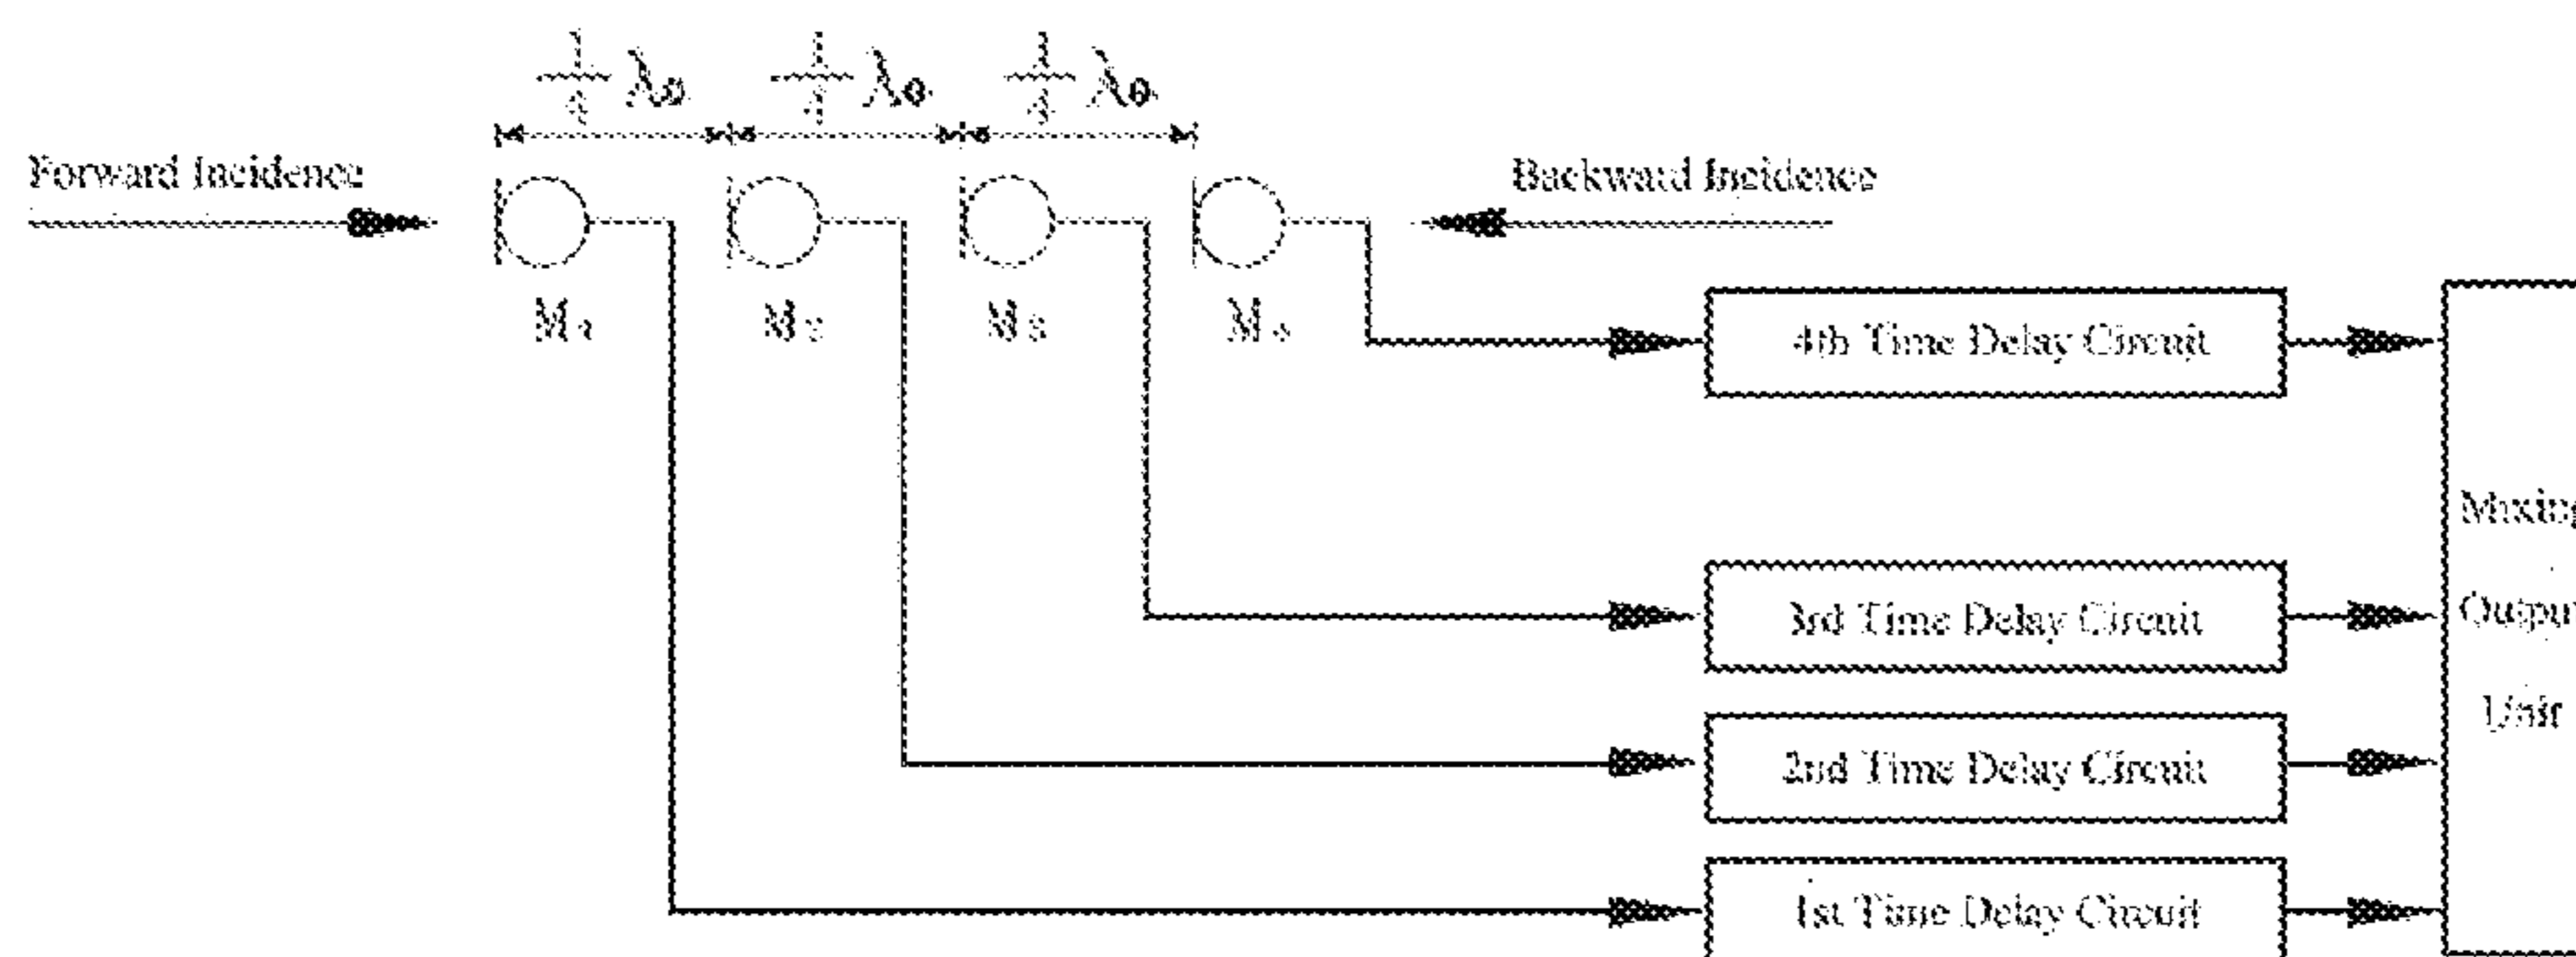 1/4 λ0 1/4 λ0 1/4 λ0
Forward Incidence
Backward Incidence
M1 M2 M3 M4
4th Time Delay Circuit
3rd Time Delay Circuit
2nd Time Delay Circuit
1st Time Delay Circuit
Mixing
Output
Unit